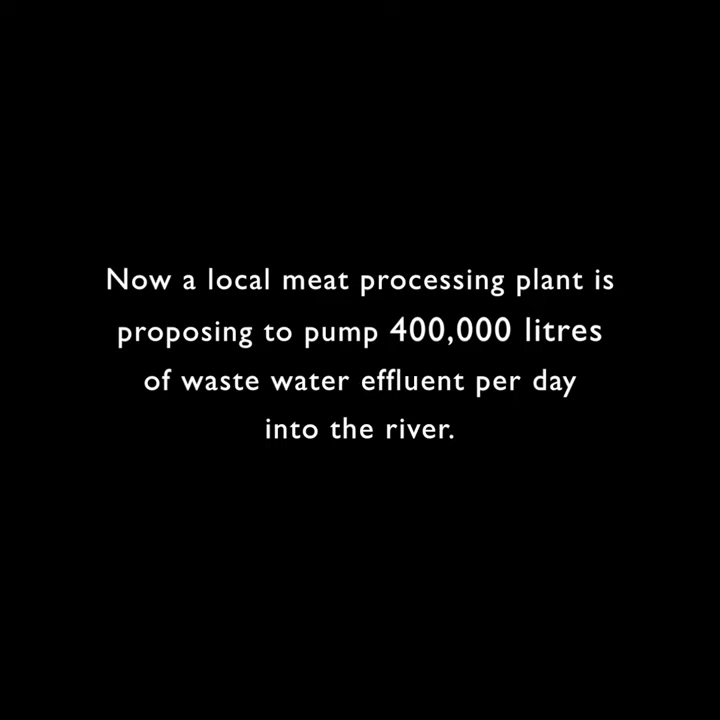 Now a local meat processing plant is
proposing to pump 400,000 litres
of waste water effluent per day
into the river.